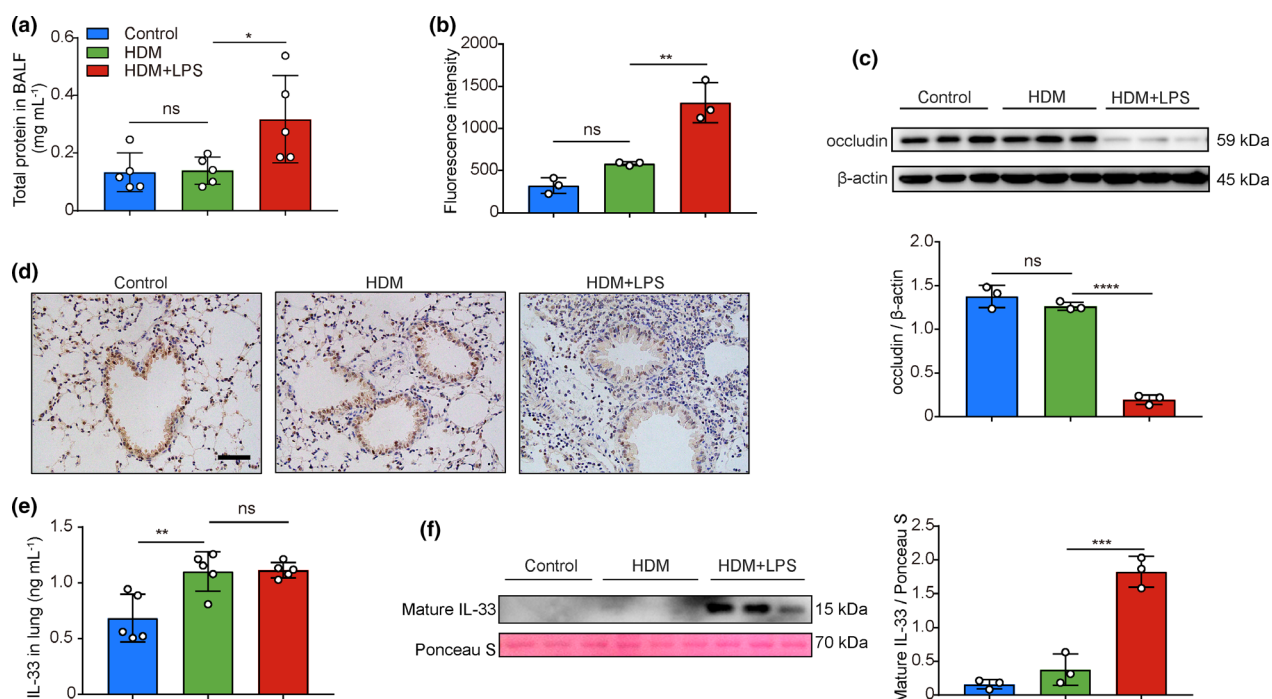 (a)
Total protein in BALF
(mg mL⁻¹)
0.6
0.4
0.2
0
Control
HDM
HDM+LPS
ns
*
(b)
Fluorescence intensity
2000
1500
1000
500
0
ns
**
(c)
Control HDM HDM+LPS
occludin 59 kDa
β-actin 45 kDa
occludin / β-actin
2.0
1.5
1.0
0.5
0
ns
****
(d)
Control HDM HDM+LPS
(e)
IL-33 in lung (ng mL⁻¹)
1.5
1.0
0.5
0
**
ns
(f)
Control HDM HDM+LPS
Mature IL-33 15 kDa
Ponceau S 70 kDa
Mature IL-33 / Ponceau S
2.5
2.0
1.5
1.0
0.5
0
***